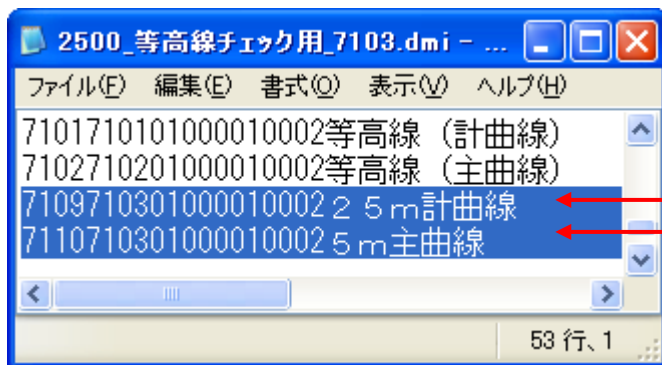 2500_等高線チェック用_7103.dmi - ...
ファイル(F) 編集(E) 書式(O) 表示(V) ヘルプ(H)
71017101010000010002等高線（計曲線）
71027102010000010002等高線（主曲線）
71097103010000010002２５ｍ計曲線
71107103010000010002５ｍ主曲線
53 行、1